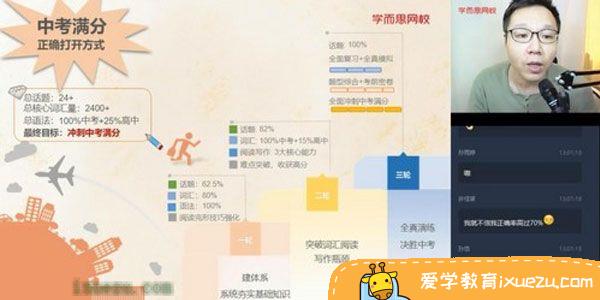 中考满分
正确打开方式
总话题：24+
总核心词汇量：2400+
总语法：100%中考+25%高中
最终目标：冲刺中考满分
学而思网校
话题：100%
全面复习+全真模拟
题型综合+考前密卷
全面冲刺中考满分
话题：82%
词汇：100%中考+15%高中
阅读写作 3大核心能力
难点突破，收获高分
话题：62.5%
词汇：80%
语法：100%
阅读完形技巧强化
一轮
建体系
系统夯实基础知识
二轮
突破词汇阅读
写作瓶颈
三轮
全真演练
决胜中考
学而思网校
13:01:18
嗯
13:01:18
我就不信我正确率高过70%
13:01:18
爱学教育ixuezu.com